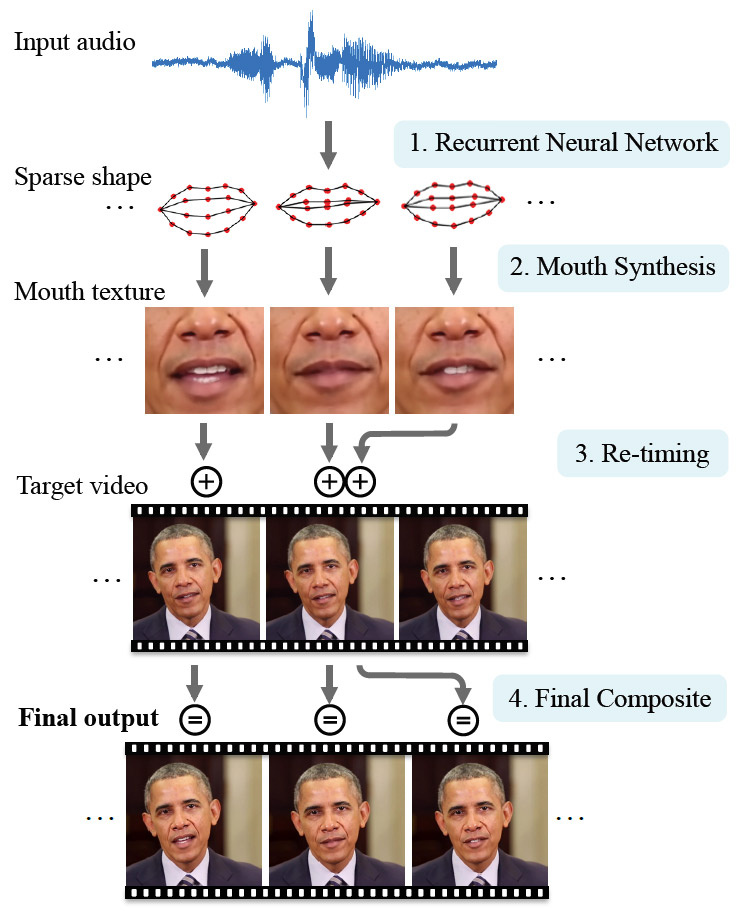 Input audio
1. Recurrent Neural Network
Sparse shape
... ...
2. Mouth Synthesis
Mouth texture
... ...
3. Re-timing
Target video
... ...
4. Final Composite
Final output
... ...